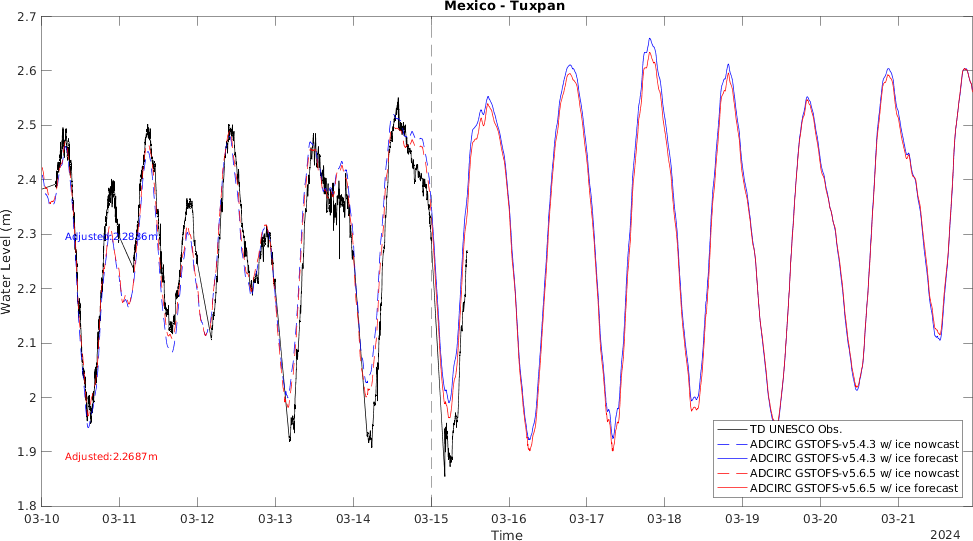 Mexico - Tuxpan
Water Level (m)
2.7
2.6
2.5
2.4
2.3
2.2
2.1
2
1.9
1.8
Adjusted:2.2836m
Adjusted:2.2687m
TD UNESCO Obs.
ADCIRC GSTOFS-v5.4.3 w/ ice nowcast
ADCIRC GSTOFS-v5.4.3 w/ ice forecast
ADCIRC GSTOFS-v5.6.5 w/ ice nowcast
ADCIRC GSTOFS-v5.6.5 w/ ice forecast
03-10 03-11 03-12 03-13 03-14 03-15 03-16 03-17 03-18 03-19 03-20 03-21
Time
2024